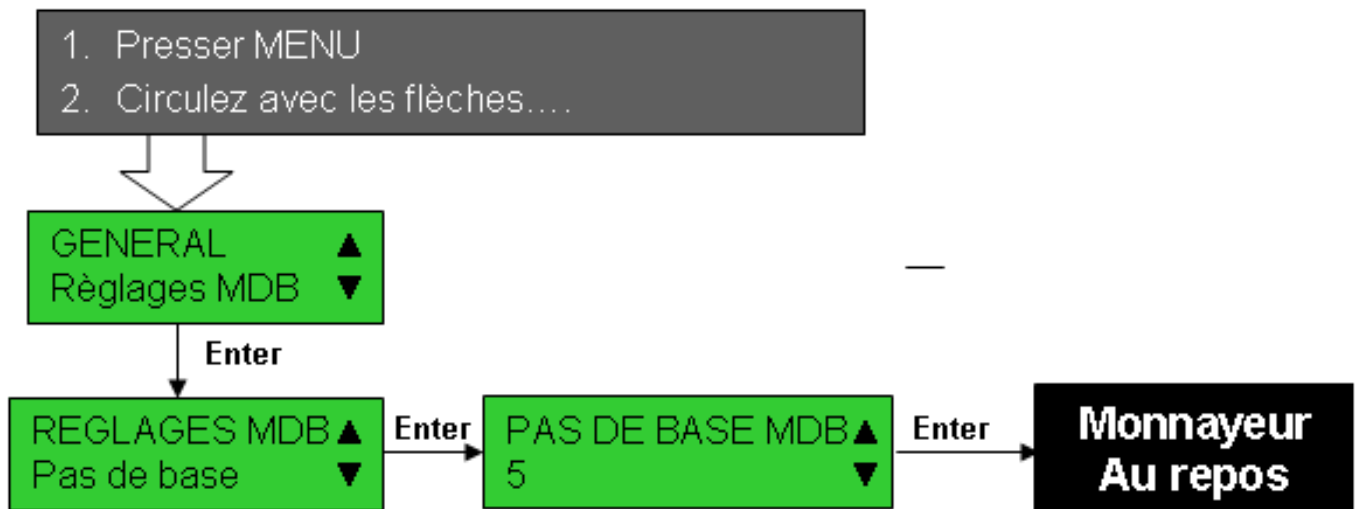 1. Presser MENU
2. Circulez avec les flèches....
GENERAL ▲
Règlages MDB ▼
Enter
REGLAGES MDB ▲
Pas de base ▼
Enter
PAS DE BASE MDB ▲
5 ▼
Enter
Monnayeur
Au repos